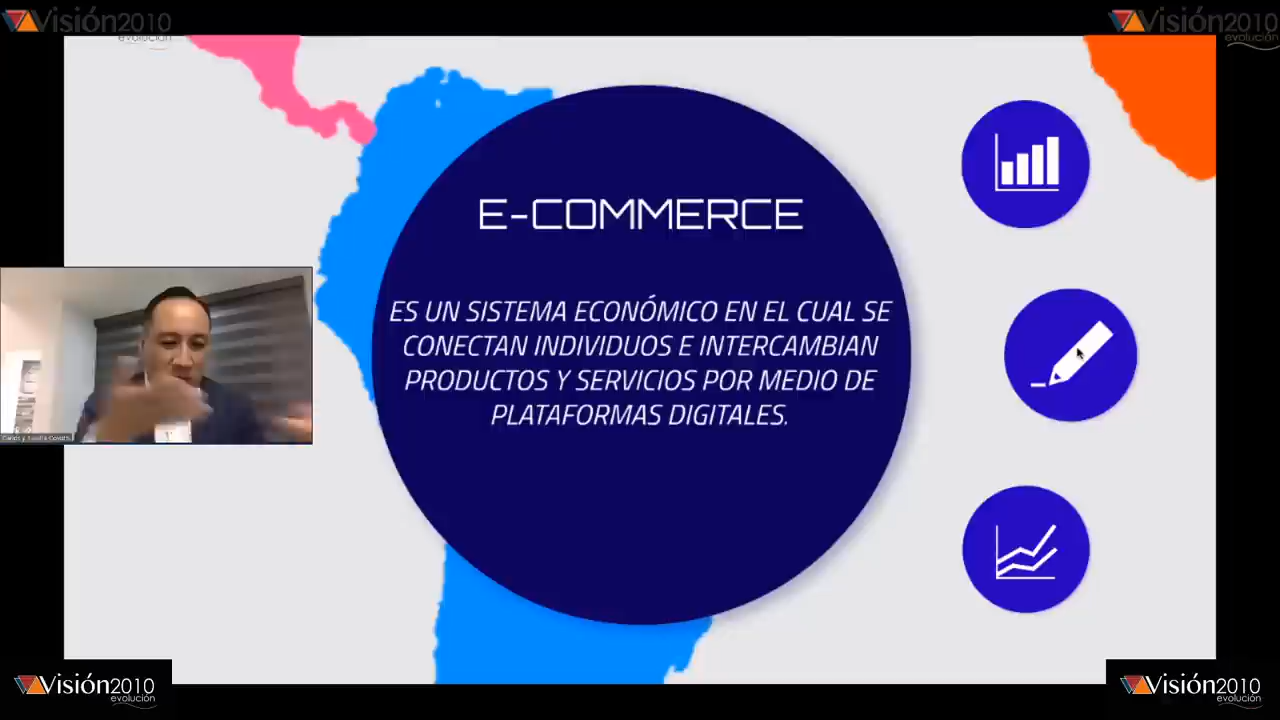 Visión2010
evolución
Visión2010
evolución
E-COMMERCE
ES UN SISTEMA ECONÓMICO EN EL CUAL SE
CONECTAN INDIVIDUOS E INTERCAMBIAN
PRODUCTOS Y SERVICIOS POR MEDIO DE
PLATAFORMAS DIGITALES.
Visión2010
evolución
Visión2010
evolución